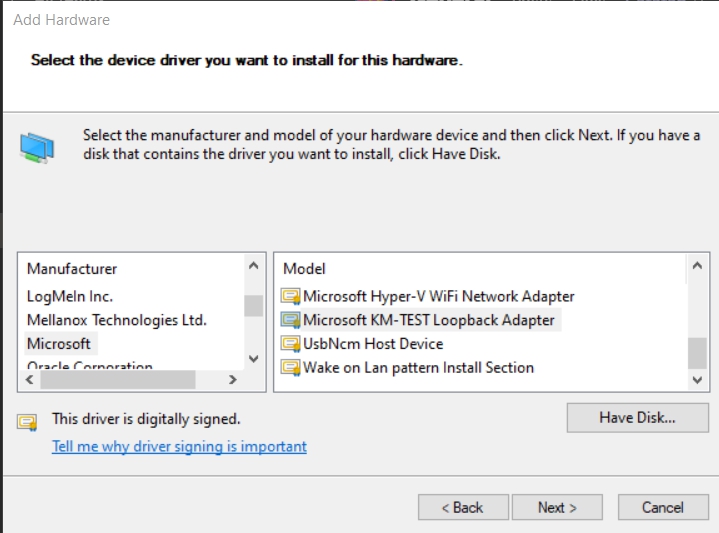 Add Hardware
Select the device driver you want to install for this hardware.
Select the manufacturer and model of your hardware device and then click Next. If you have a
disk that contains the driver you want to install, click Have Disk.
Manufacturer
LogMeIn Inc.
Mellanox Technologies Ltd.
Microsoft
Oracle Corporation
Model
Microsoft Hyper-V WiFi Network Adapter
Microsoft KM-TEST Loopback Adapter
UsbNcm Host Device
Wake on Lan pattern Install Section
This driver is digitally signed.
Tell me why driver signing is important
Have Disk...
< Back
Next >
Cancel